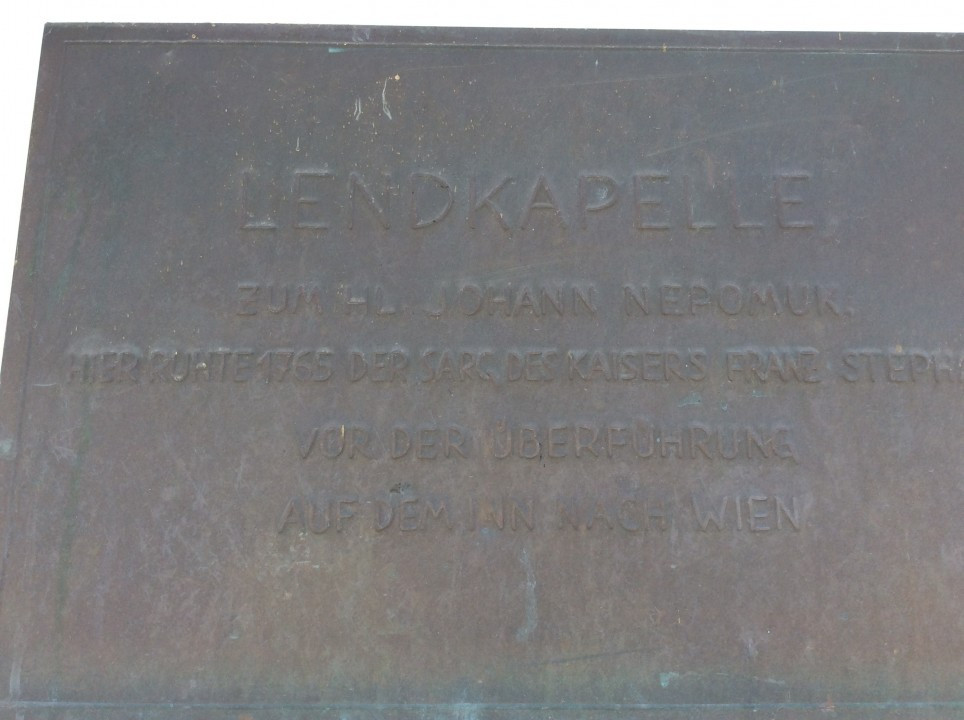 LENDKAPELLE
ZUM HL. JOHANN NEPOMUK.
HIER RUHTE 1765 DER SARG DES KAISERS FRANZ STEPHA
VOR DER ÜBERFÜHRUNG
AUF DEM INN NACH WIEN